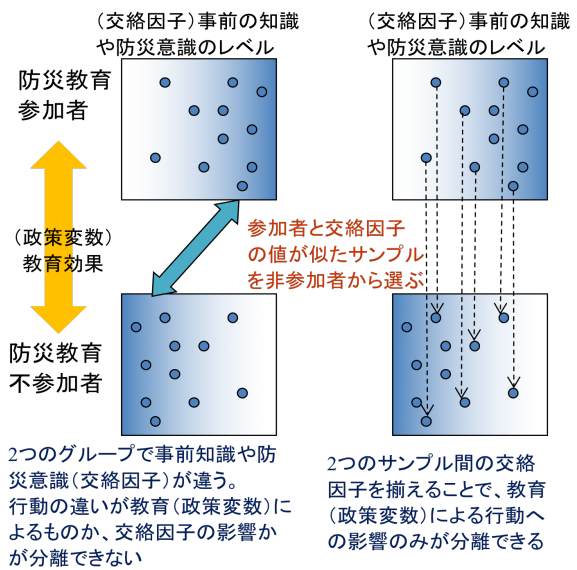 （交絡因子）事前の知識
や防災意識のレベル
防災教育
参加者
（政策変数）
教育効果
防災教育
不参加者
参加者と交絡因子
の値が似たサンプル
を非参加者から選ぶ
2つのグループで事前知識や防
災意識（交絡因子）が違う。
行動の違いが教育（政策変数）に
よるものか、交絡因子の影響か
が分離できない
（交絡因子）事前の知識
や防災意識のレベル
2つのサンプル間の交絡
因子を揃えることで、教育
（政策変数）による行動へ
の影響のみが分離できる